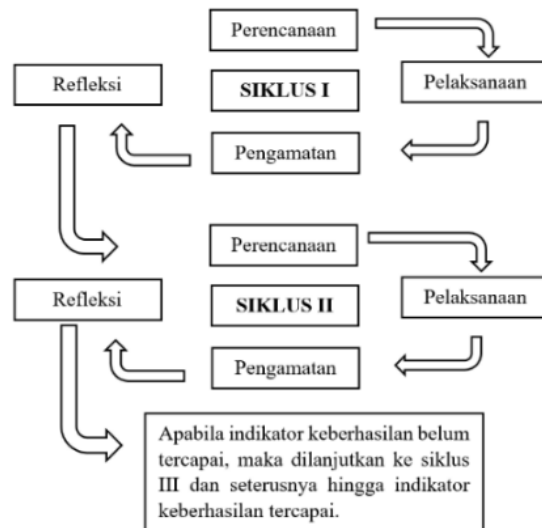 Perencanaan
Refleksi
SIKLUS I
Pelaksanaan
Pengamatan
Perencanaan
Refleksi
SIKLUS II
Pelaksanaan
Pengamatan
Apabila indikator keberhasilan belum
tercapai, maka dilanjutkan ke siklus
III dan seterusnya hingga indikator
keberhasilan tercapai.